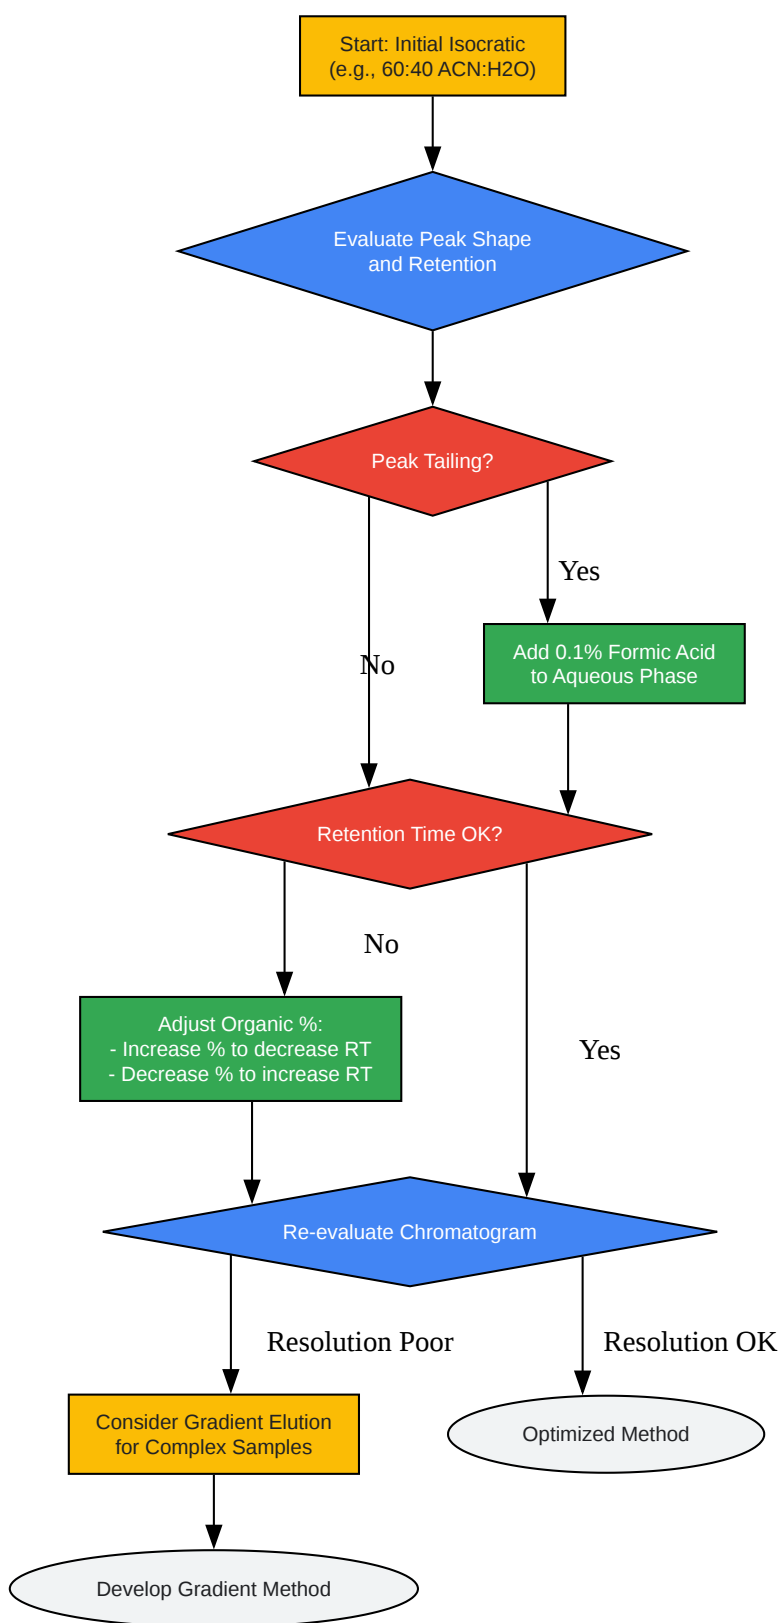 Start: Initial Isocratic
(e.g., 60:40 ACN:H2O)
Evaluate Peak Shape
and Retention
Peak Tailing?
Yes
Add 0.1% Formic Acid
to Aqueous Phase
No
Retention Time OK?
No
Adjust Organic %:
- Increase % to decrease RT
- Decrease % to increase RT
Yes
Re-evaluate Chromatogram
Resolution Poor
Resolution OK
Consider Gradient Elution
for Complex Samples
Optimized Method
Develop Gradient Method